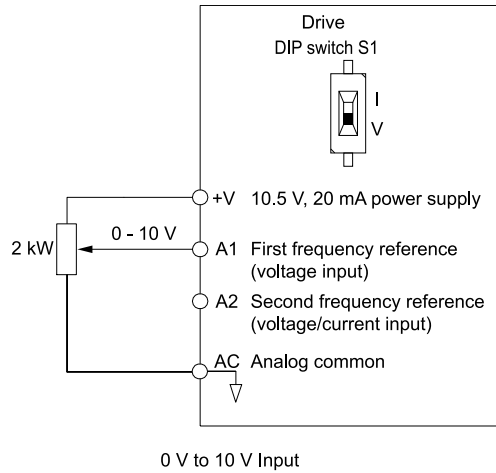 Drive
DIP switch S1
I
V
+V 10.5 V, 20 mA power supply
0 - 10 V
2 kW
A1 First frequency reference
(voltage input)
A2 Second frequency reference
(voltage/current input)
AC Analog common
0 V to 10 V Input